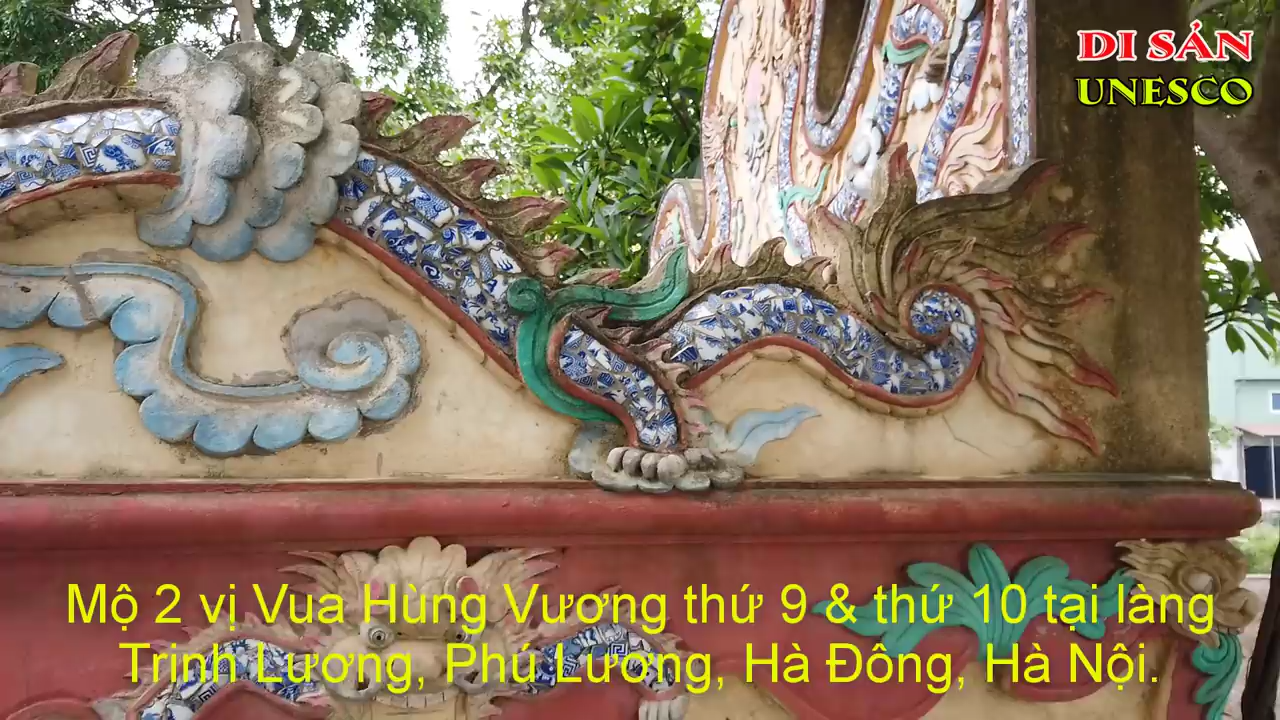 DI SẢN
UNESCO
Mộ 2 vị Vua Hùng Vương thứ 9 & thứ 10 tại làng
Trinh Lương, Phú Lương, Hà Đông, Hà Nội.